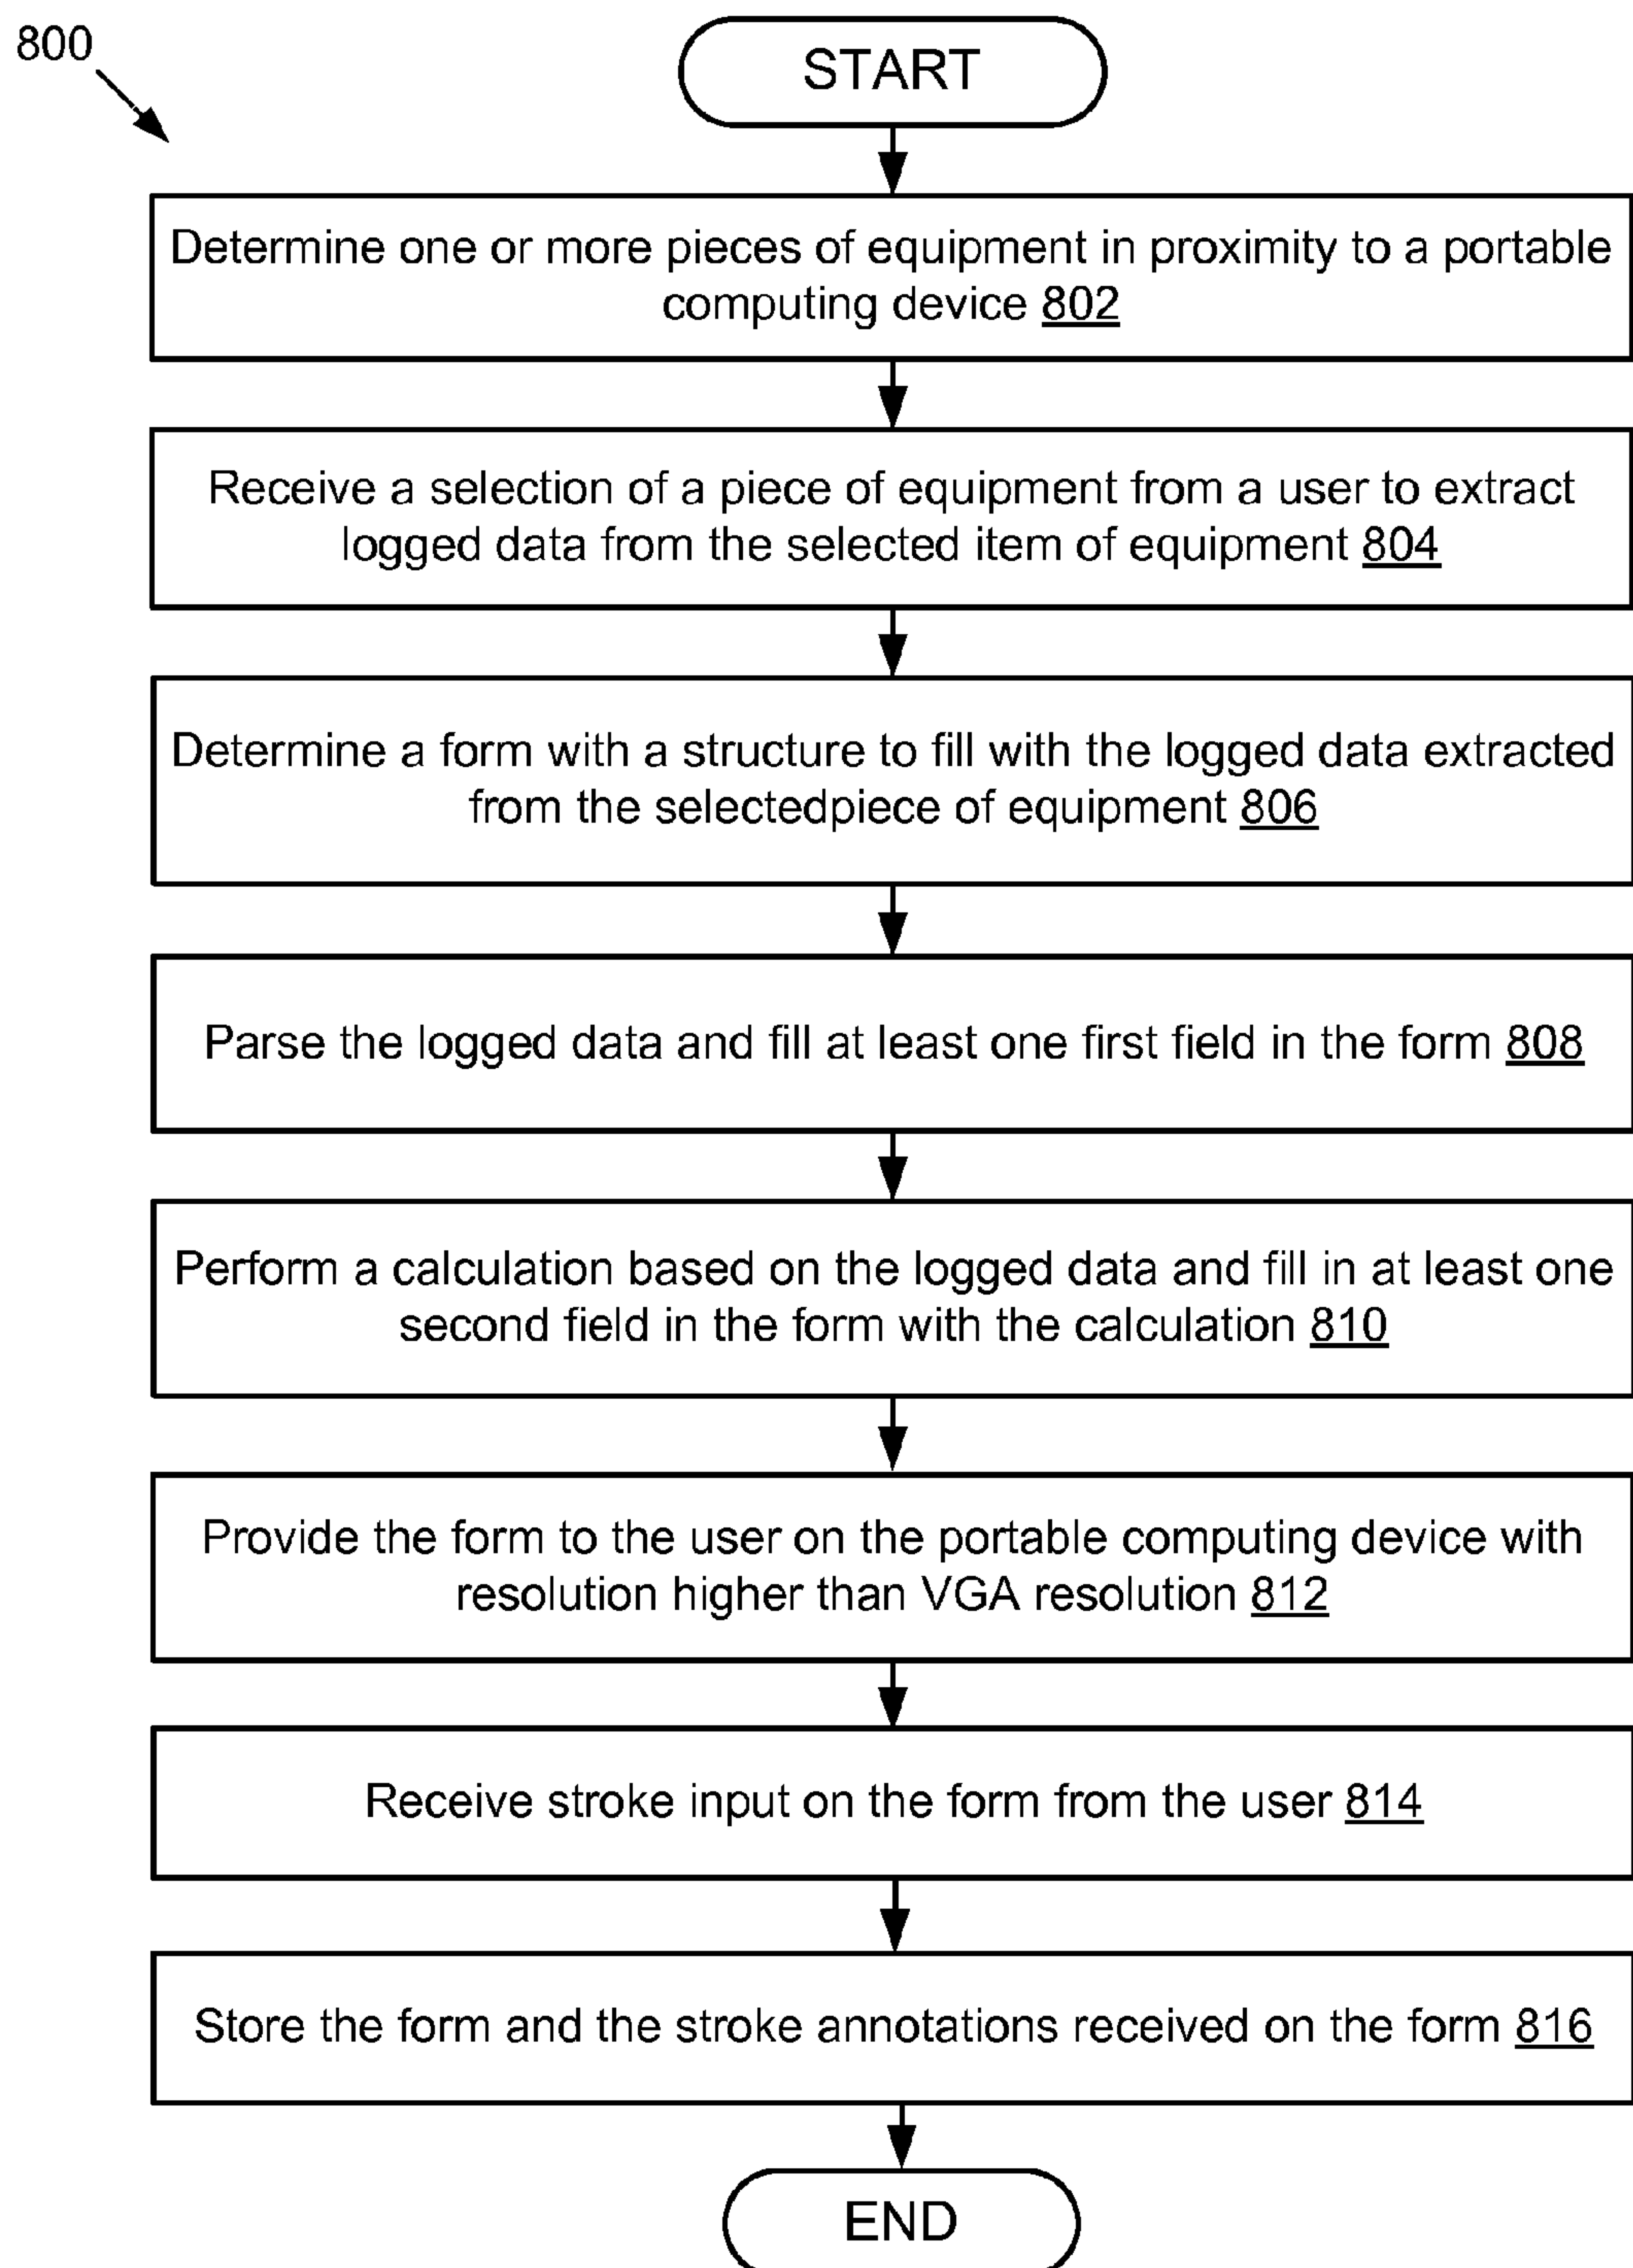 800
START
Determine one or more pieces of equipment in proximity to a portable
computing device 802
Receive a selection of a piece of equipment from a user to extract
logged data from the selected item of equipment 804
Determine a form with a structure to fill with the logged data extracted
from the selectedpiece of equipment 806
Parse the logged data and fill at least one first field in the form 808
Perform a calculation based on the logged data and fill in at least one
second field in the form with the calculation 810
Provide the form to the user on the portable computing device with
resolution higher than VGA resolution 812
Receive stroke input on the form from the user 814
Store the form and the stroke annotations received on the form 816
END